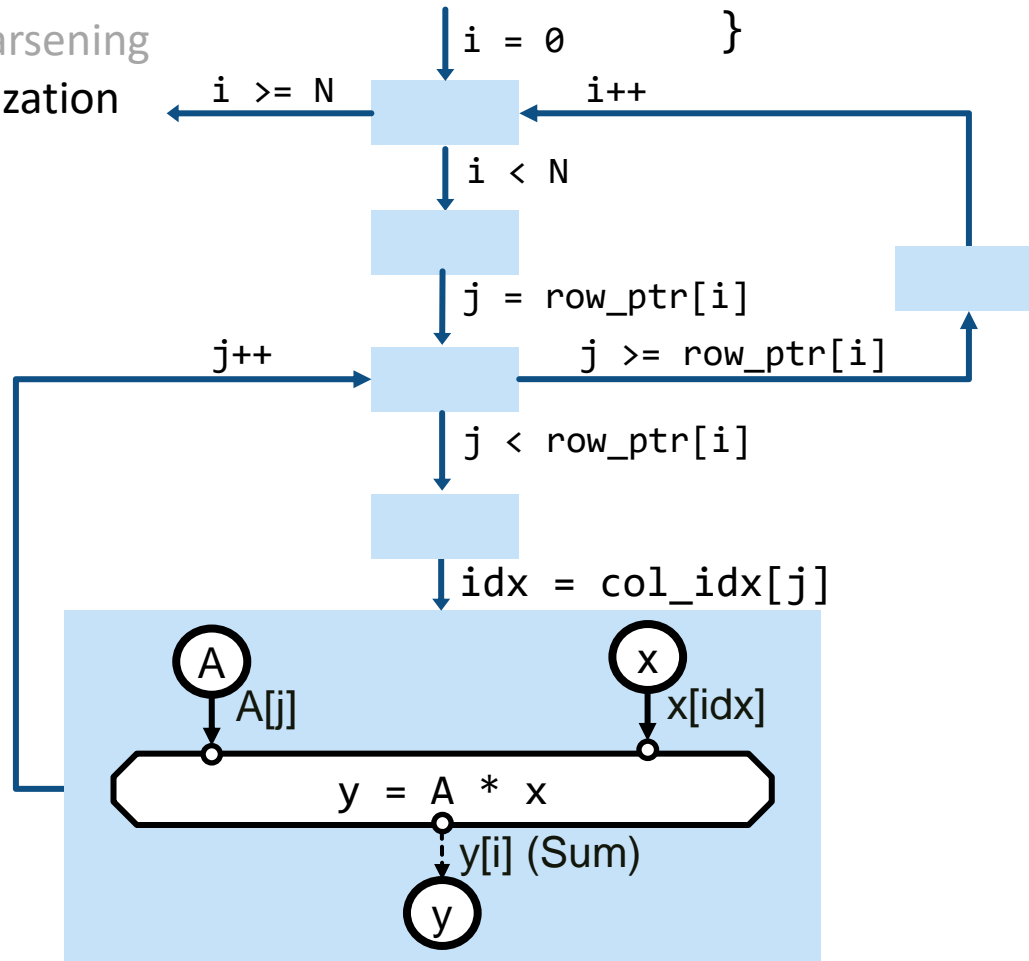 arsening
zation
i = 0
}
i >= N
i++
i < N
j = row_ptr[i]
j++
j >= row_ptr[i]
j < row_ptr[i]
idx = col_idx[j]
A
x
A[j]
x[idx]
y = A * x
y[i] (Sum)
y